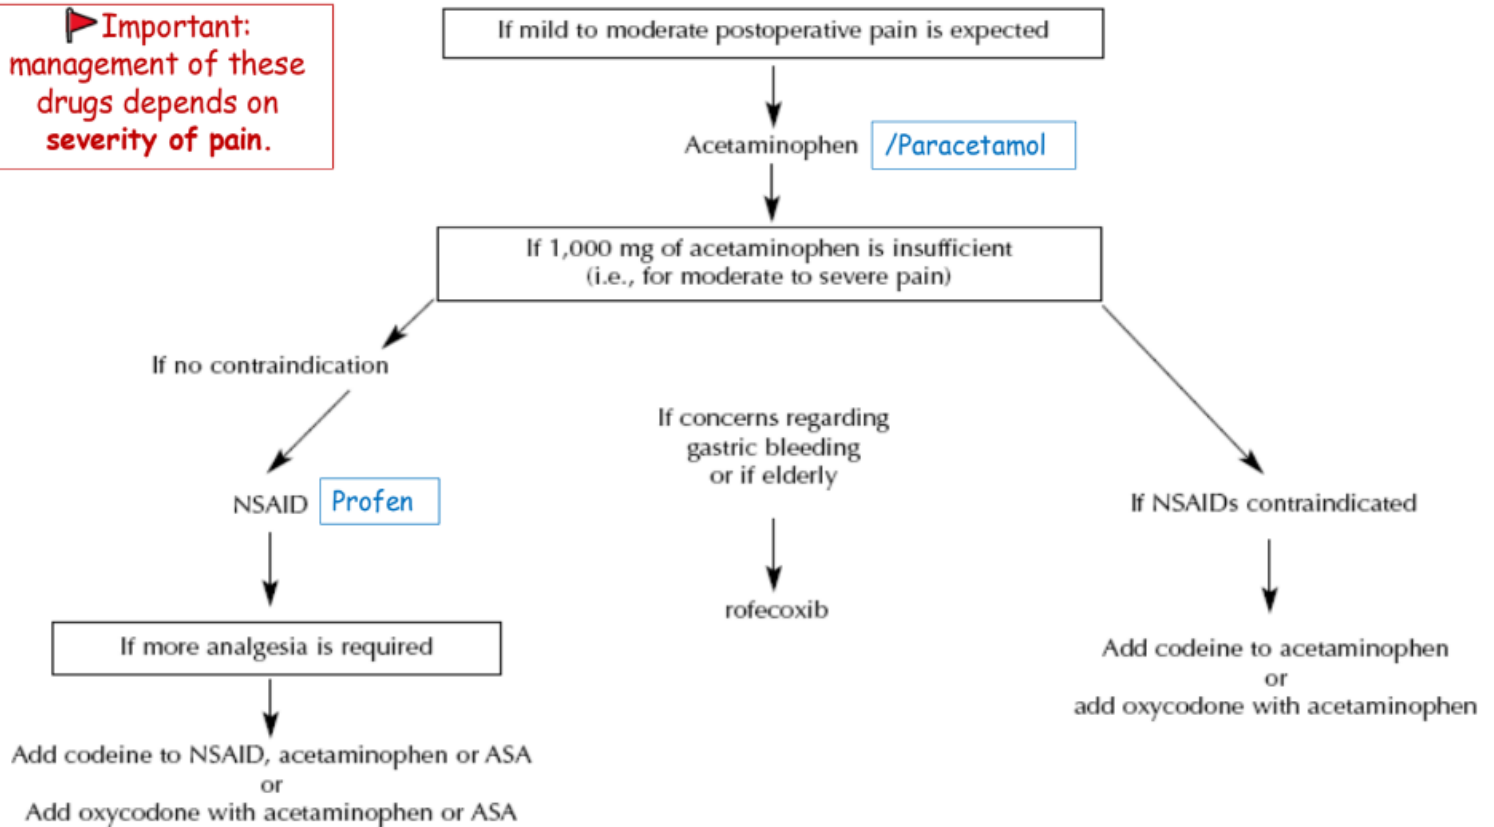 Important:
management of these
drugs depends on
severity of pain.
If mild to moderate postoperative pain is expected
Acetaminophen /Paracetamol
If 1,000 mg of acetaminophen is insufficient
(i.e., for moderate to severe pain)
If no contraindication
NSAID Profen
If more analgesia is required
Add codeine to NSAID, acetaminophen or ASA
or
Add oxycodone with acetaminophen or ASA
If concerns regarding
gastric bleeding
or if elderly
rofecoxib
If NSAIDs contraindicated
Add codeine to acetaminophen
or
add oxycodone with acetaminophen